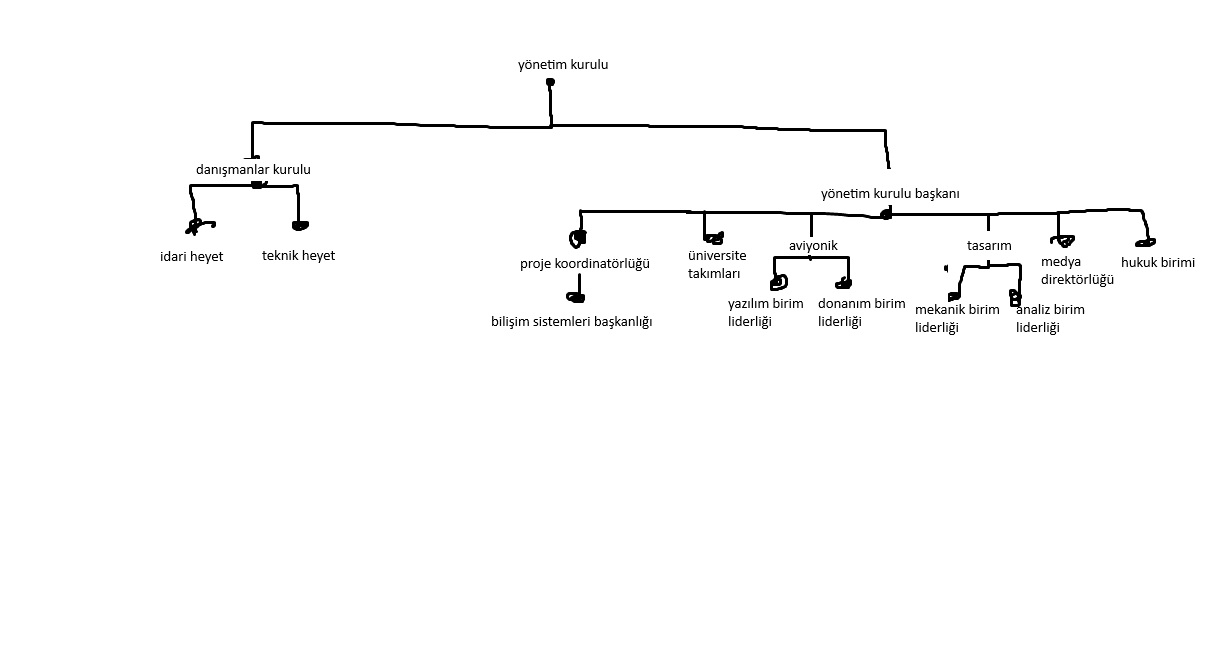 yönetim kurulu
danışmanlar kurulu
yönetim kurulu başkanı
idari heyet
teknik heyet
proje koordinatörlüğü
üniversite
takımları
aviyonik
tasarım
medya
direktörlüğü
hukuk birimi
bilişim sistemleri başkanlığı
yazılım birim
liderliği
donanım birim
liderliği
mekanik birim
liderliği
analiz birim
liderliği